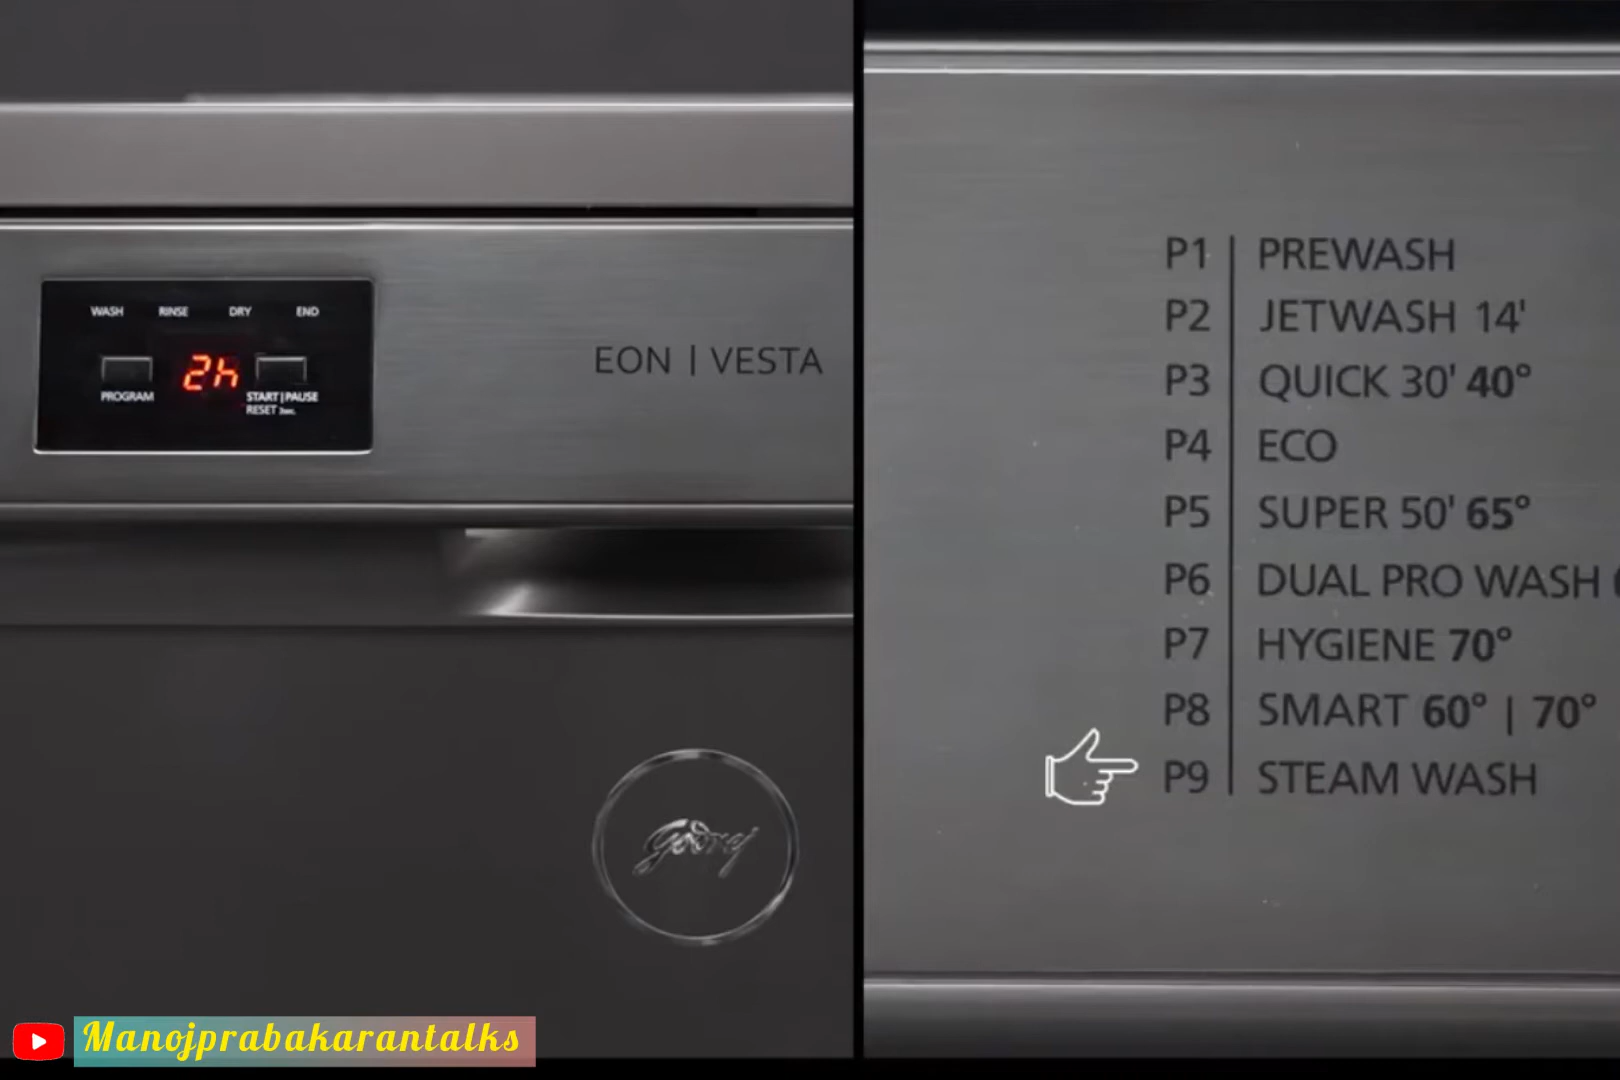 WASH RINSE DRY END
2h
PROGRAM
START | PAUSE
RESET 3sec.
EON | VESTA
Godrej
Manojprabakarantalks
P1 | PREWASH
P2 | JETWASH 14'
P3 | QUICK 30' 40°
P4 | ECO
P5 | SUPER 50' 65°
P6 | DUAL PRO WASH
P7 | HYGIENE 70°
P8 | SMART 60° | 70°
P9 | STEAM WASH